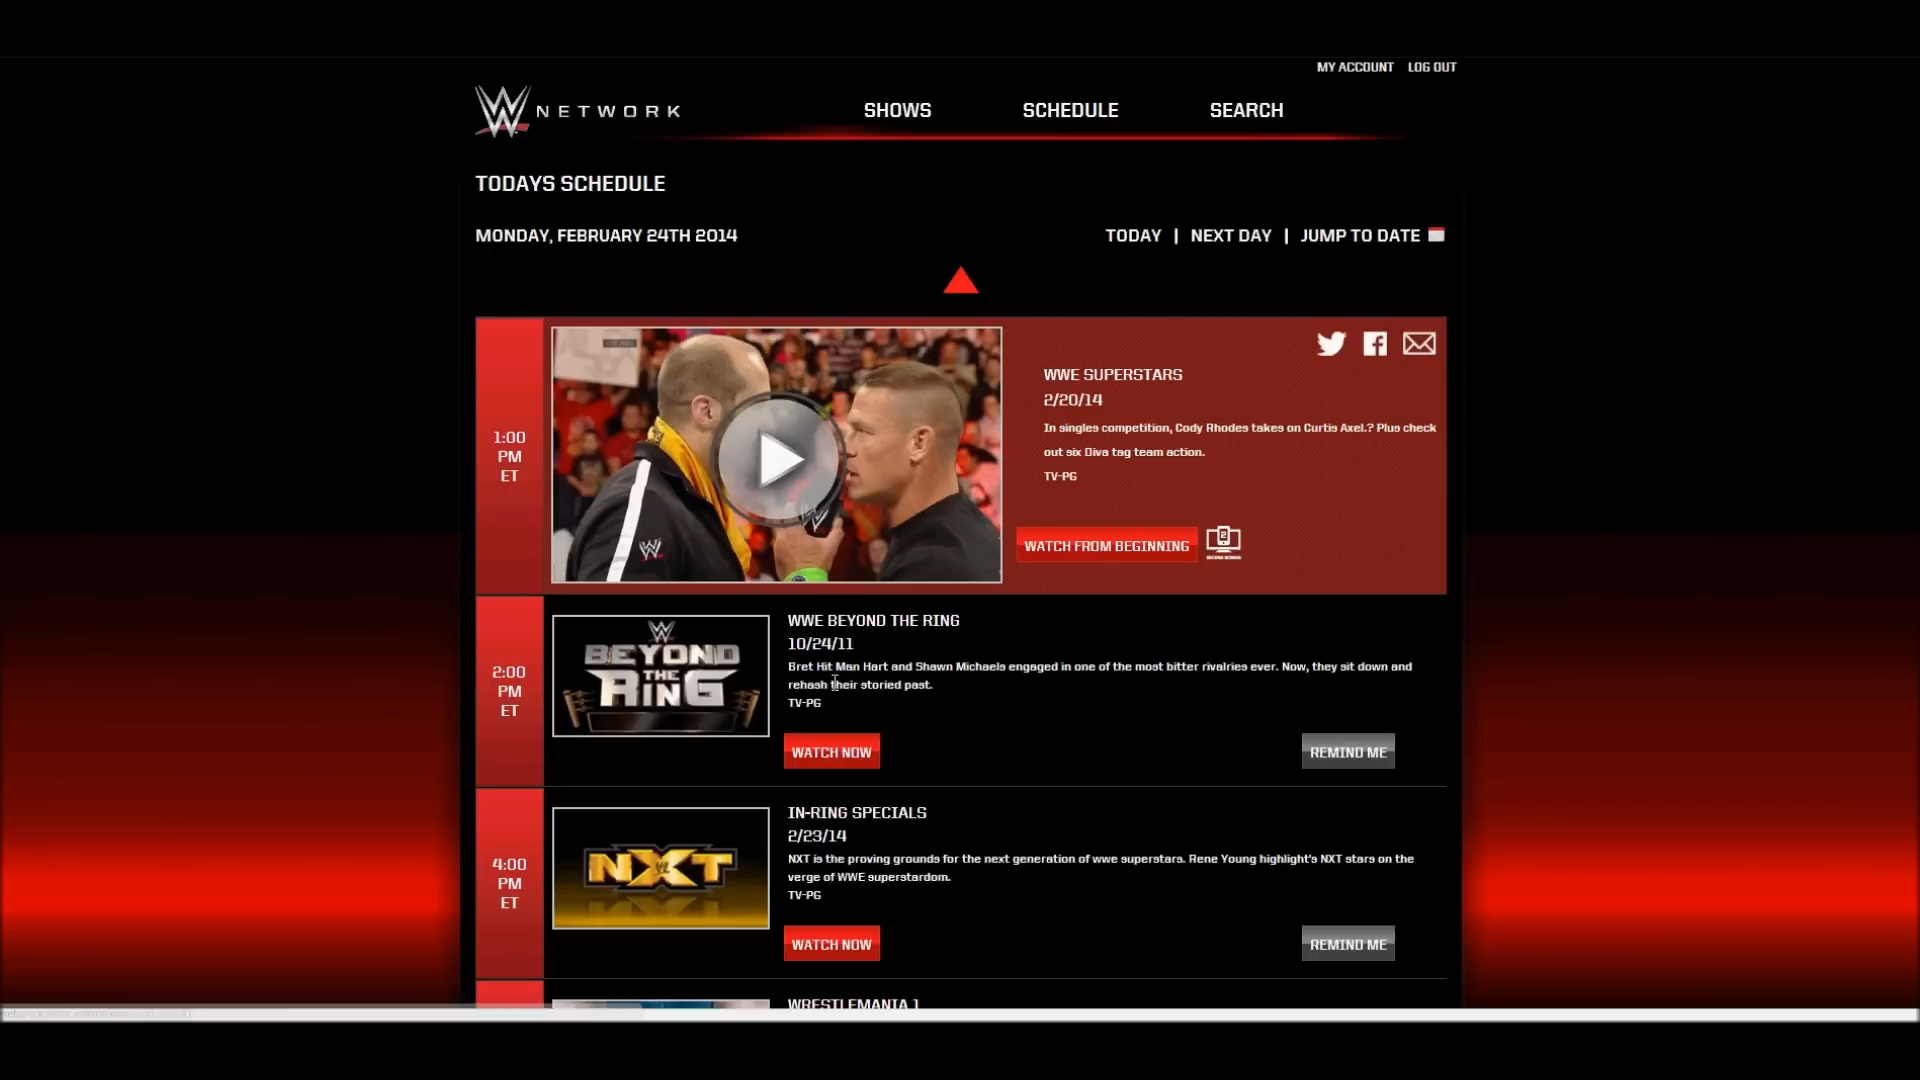 MY ACCOUNT LOG OUT
W NETWORK SHOWS SCHEDULE SEARCH
TODAYS SCHEDULE
MONDAY, FEBRUARY 24TH 2014 TODAY | NEXT DAY | JUMP TO DATE
1:00
PM
ET
WWE SUPERSTARS
2/20/14
In singles competition, Cody Rhodes takes on Curtis Axel.? Plus check
out six Diva tag team action.
TV-PG
WATCH FROM BEGINNING
2:00
PM
ET
BEYOND
THE
RING
WWE BEYOND THE RING
10/24/11
Bret Hit Man Hart and Shawn Michaels engaged in one of the most bitter rivalries ever. Now, they sit down and
rehash their storied past.
TV-PG
WATCH NOW REMIND ME
4:00
PM
ET
NXT
IN-RING SPECIALS
2/23/14
NXT is the proving grounds for the next generation of wwe superstars. Rene Young highlight's NXT stars on the
verge of WWE superstardom.
TV-PG
WATCH NOW REMIND ME
WRESTLEMANIA 1